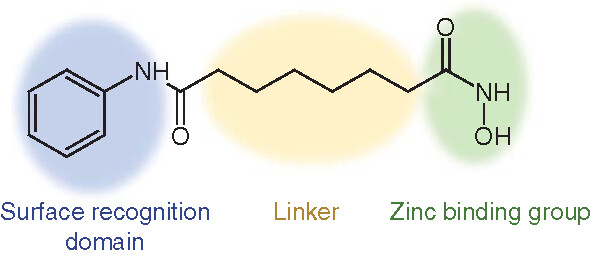 O
NH
NH
O
OH
Surface recognition
domain
Linker
Zinc binding group